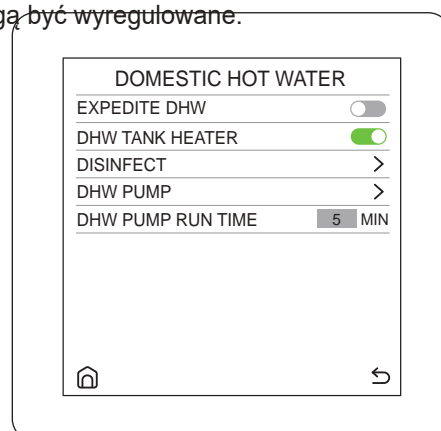 być wyregulowane.
DOMESTIC HOT WATER
EXPEDITE DHW
DHW TANK HEATER
DISINFECT
DHW PUMP
DHW PUMP RUN TIME 5 MIN